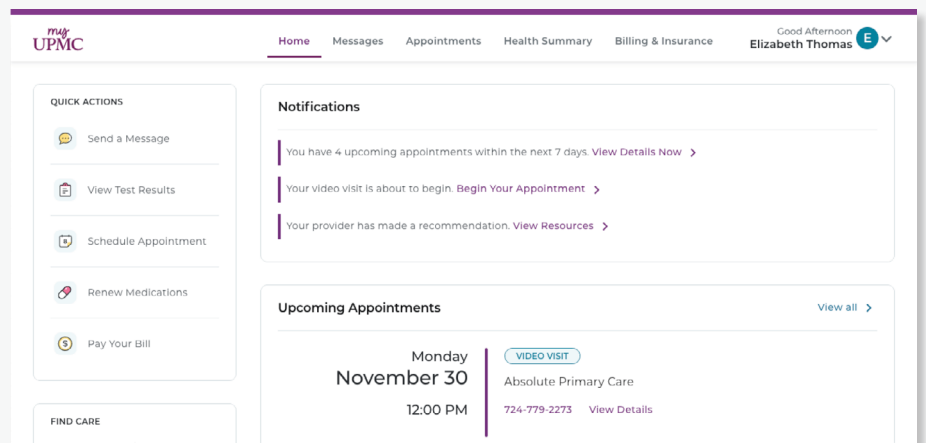 my
UPMC
Home Messages Appointments Health Summary Billing & Insurance
Good Afternoon
Elizabeth Thomas E
QUICK ACTIONS
Send a Message
View Test Results
Schedule Appointment
Renew Medications
Pay Your Bill
FIND CARE
Notifications
You have 4 upcoming appointments within the next 7 days. View Details Now
Your video visit is about to begin. Begin Your Appointment
Your provider has made a recommendation. View Resources
Upcoming Appointments View all
Monday
November 30
12:00 PM
VIDEO VISIT
Absolute Primary Care
724-779-2273 View Details